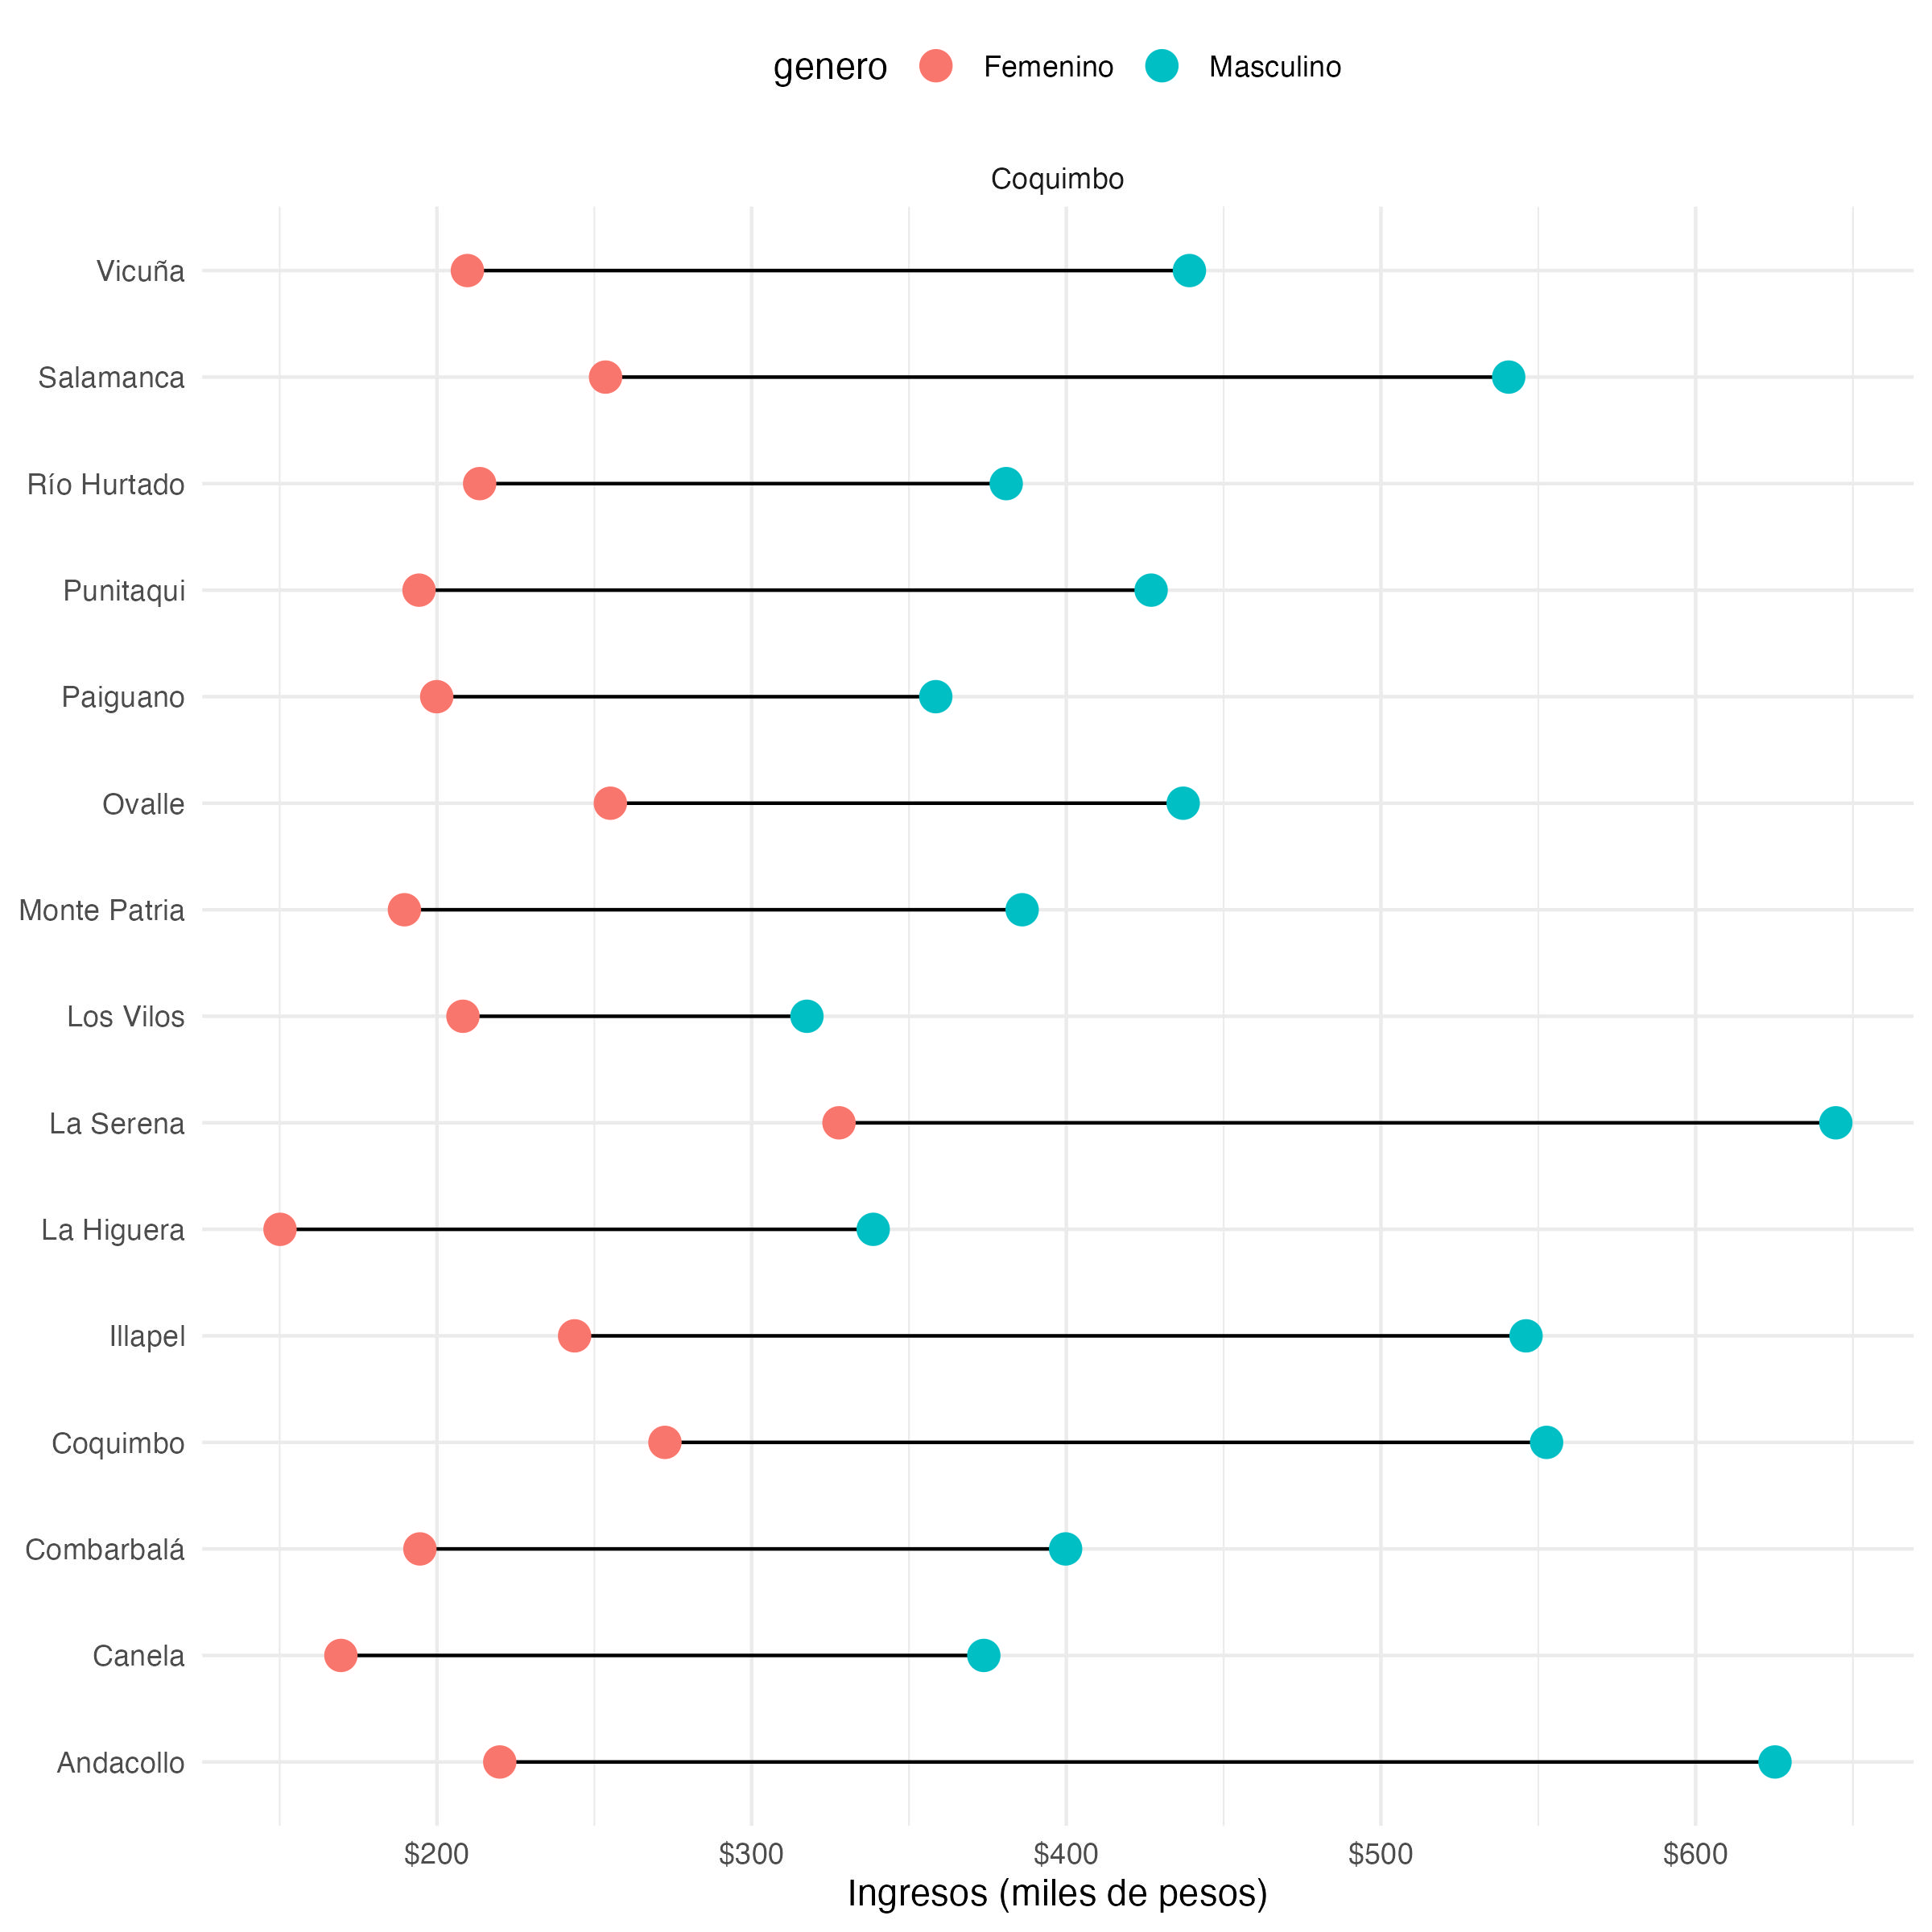 genero Femenino Masculino
Coquimbo
Vicuña
Salamanca
Río Hurtado
Punitaqui
Paiguano
Ovalle
Monte Patria
Los Vilos
La Serena
La Higuera
Illapel
Coquimbo
Combarbalá
Canela
Andacollo
$200 $300 $400 $500 $600
Ingresos (miles de pesos)